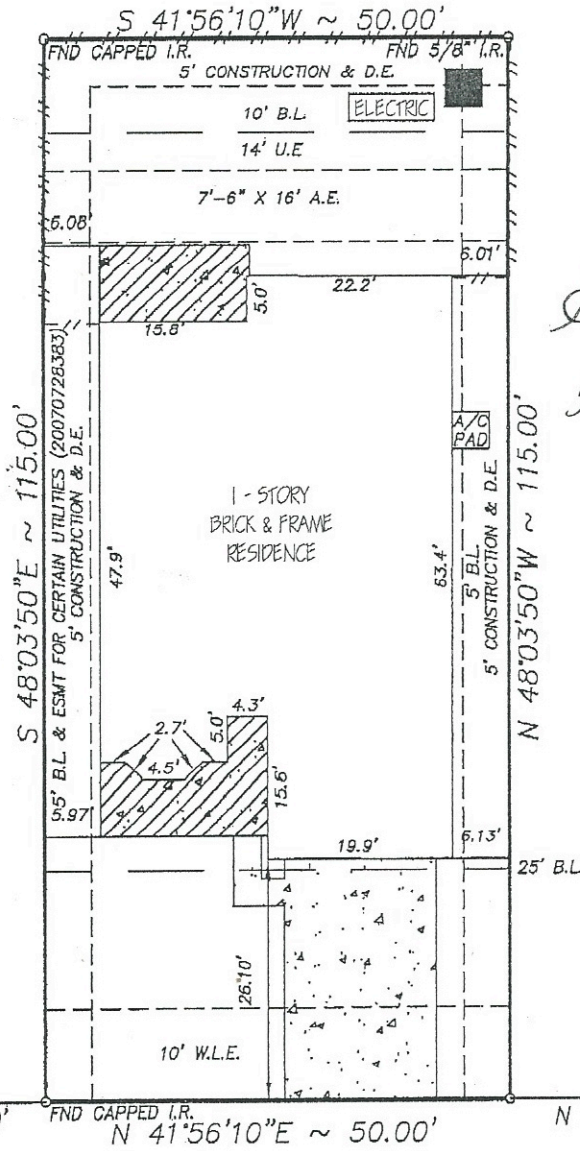 S 41°56'10"W ~ 50.00'
FND CAPPED I.R.
FND 5/8" I.R.
5' CONSTRUCTION & D.E.
ELECTRIC
10' B.L.
14' U.E
7'-6" X 16' A.E.
6.08'
6.01'
22.2'
5.0'
15.8'
S 48°03'50"E ~ 115.00'
5' B.L. & ESMT FOR CERTAIN UTILITIES (20070728383)
5' CONSTRUCTION & D.E.
47.9'
1 - STORY
BRICK & FRAME
RESIDENCE
A/C
PAD
63.4'
5' B.L.
5' CONSTRUCTION & D.E.
N 48°03'50"W ~ 115.00'
4.3'
2.7'
5.0'
4.5'
15.6'
5.97'
19.9'
6.13'
25' B.L.
26.10'
10' W.L.E.
FND CAPPED I.R.
N 41°56'10"E ~ 50.00'
N